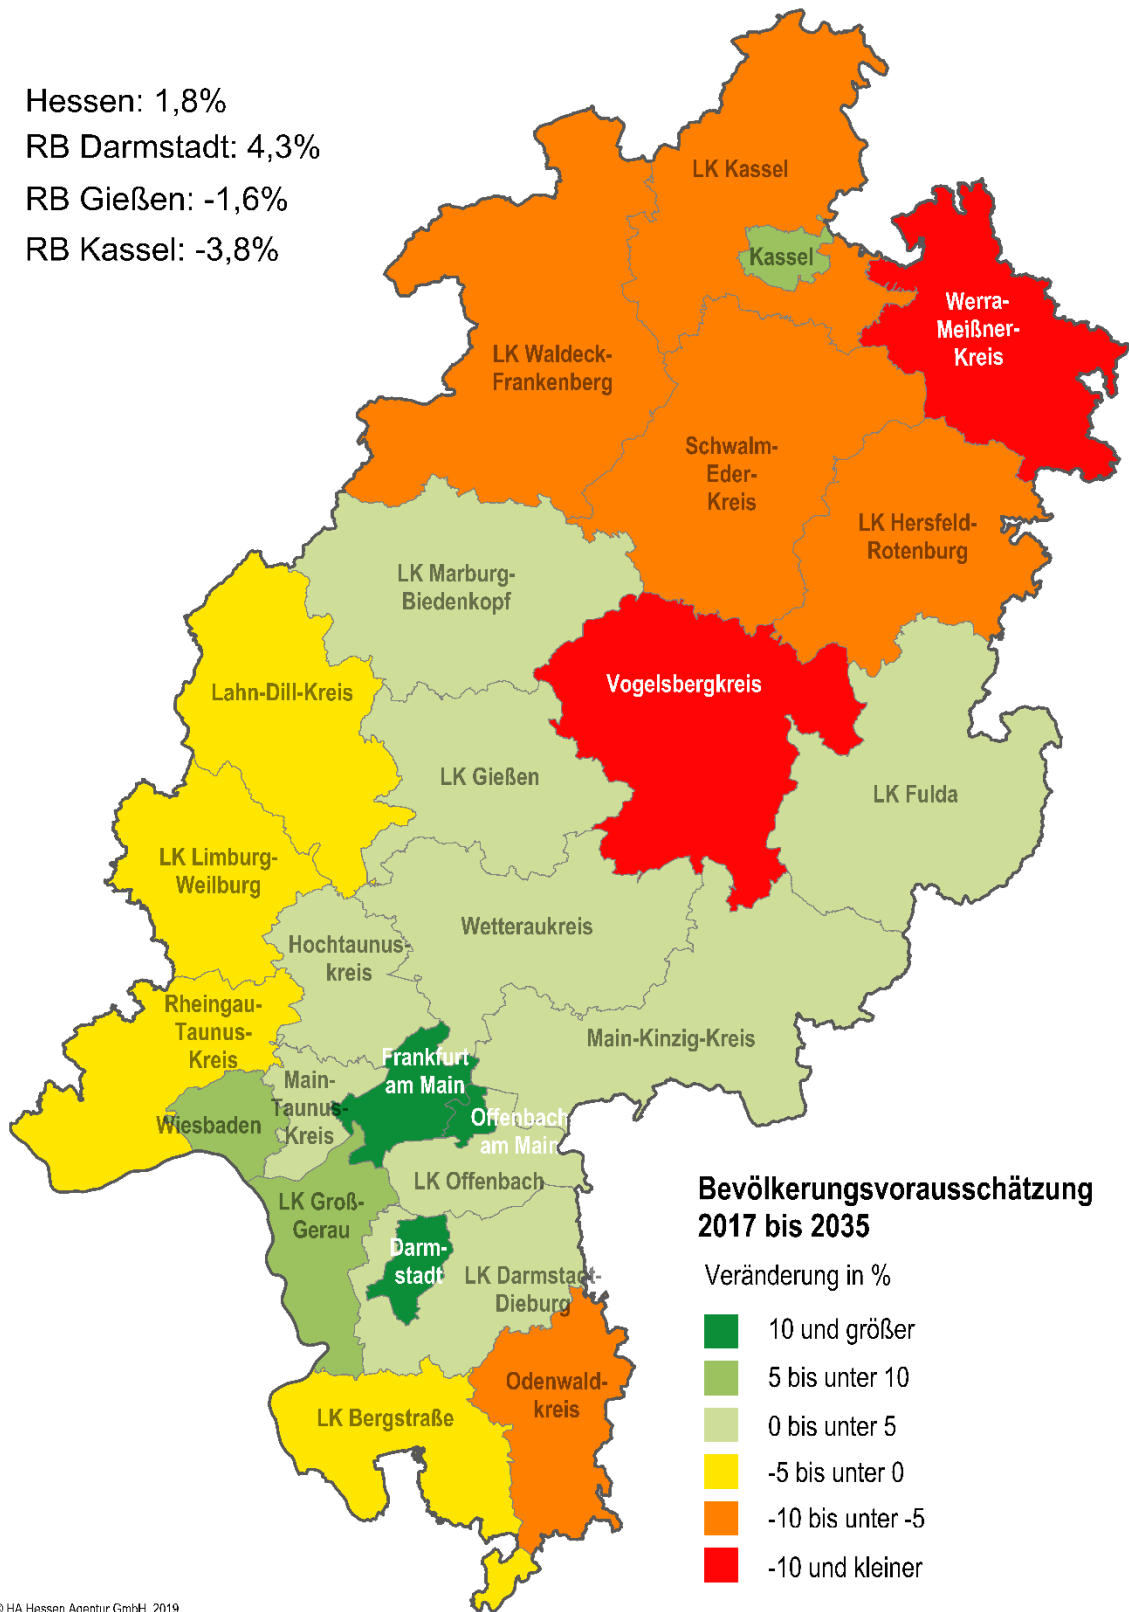 Hessen: 1,8%
RB Darmstadt: 4,3%
RB Gießen: -1,6%
RB Kassel: -3,8%
LK Kassel
Kassel
Werra-
Meißner-
Kreis
LK Waldeck-
Frankenberg
Schwalm-
Eder-
Kreis
LK Hersfeld-
Rotenburg
LK Marburg-
Biedenkopf
Lahn-Dill-Kreis
Vogelsbergkreis
LK Gießen
LK Fulda
LK Limburg-
Weilburg
Wetteraukreis
Hochtaunus-
kreis
Rheingau-
Taunus-
Kreis
Main-Kinzig-Kreis
Frankfurt
am Main
Main-
Taunus-
Kreis
Wiesbaden
Offenbach
am Main
LK Offenbach
LK Groß-
Gerau
Darm-
stadt
LK Darmstadt-
Dieburg
Odenwald-
kreis
LK Bergstraße
Bevölkerungsvorausschätzung
2017 bis 2035
Veränderung in %
10 und größer
5 bis unter 10
0 bis unter 5
-5 bis unter 0
-10 bis unter -5
-10 und kleiner
© HA Hessen Agentur GmbH, 2019